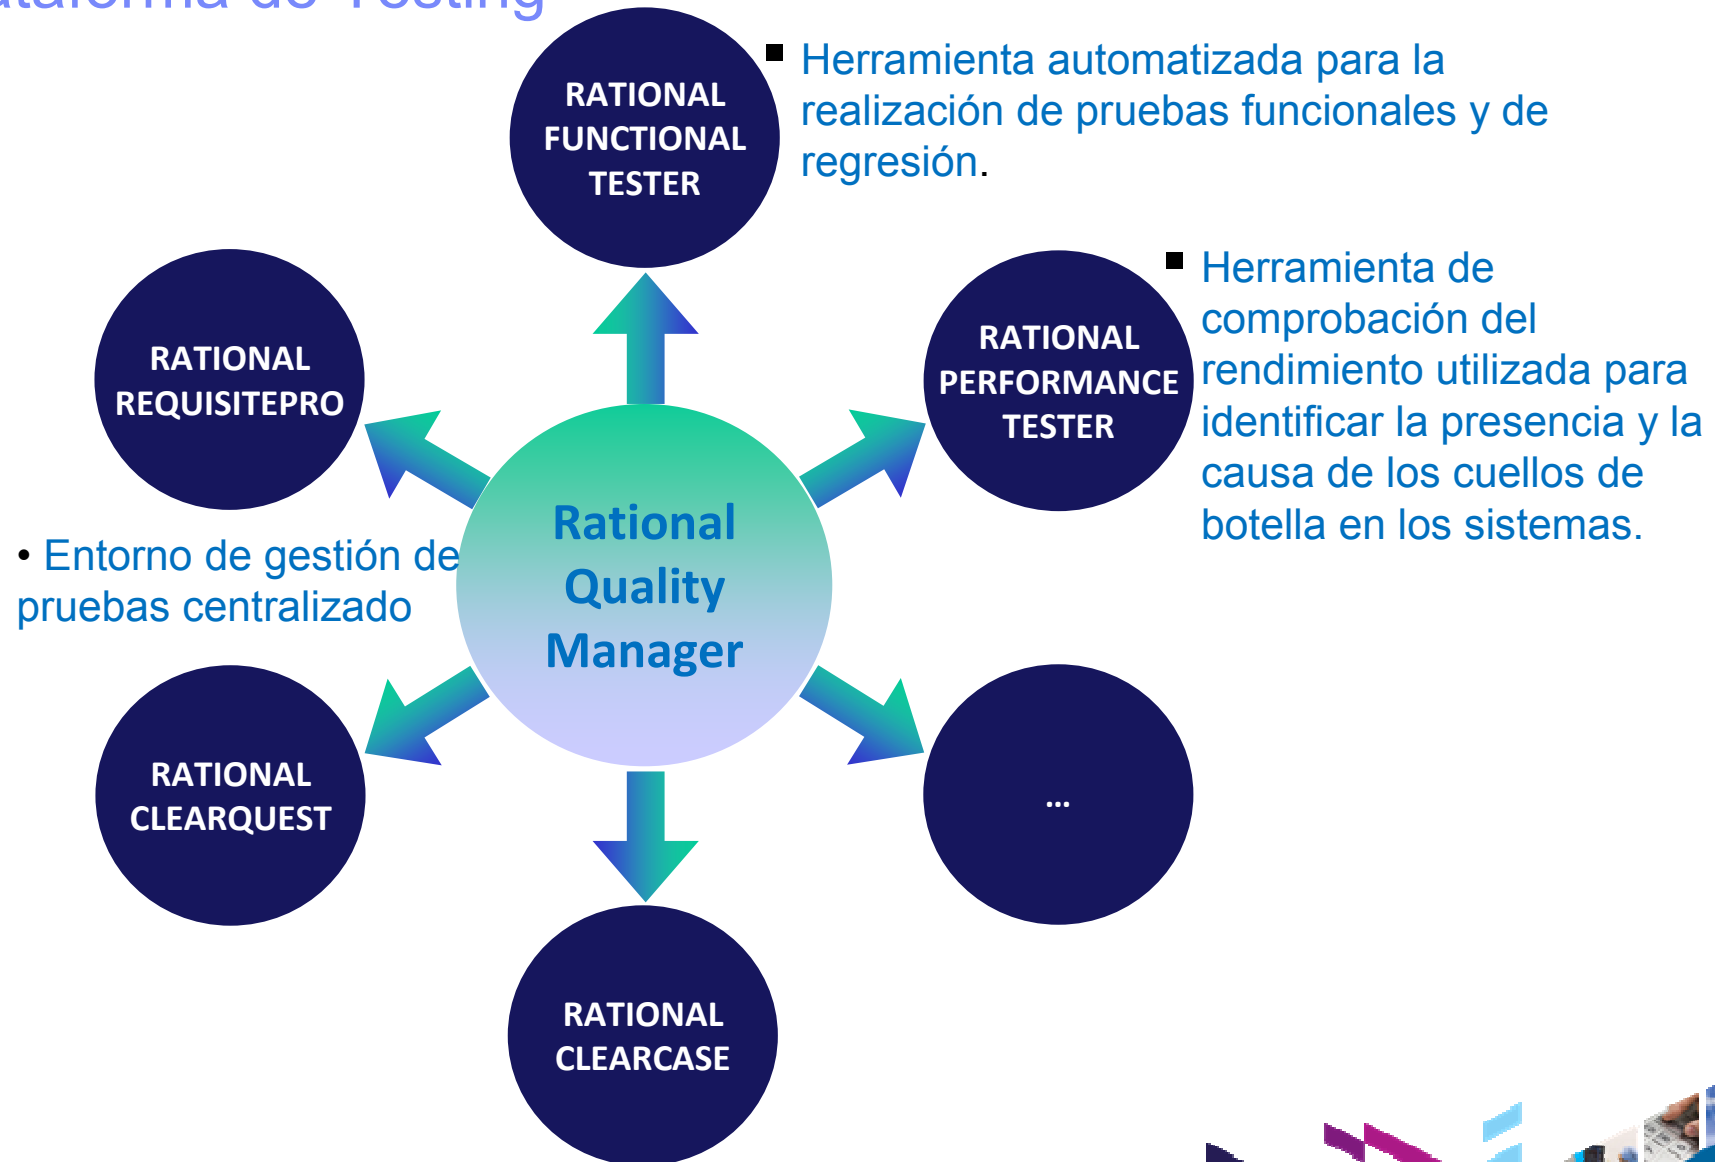 de Testing
RATIONAL
FUNCTIONAL
TESTER
▪ Herramienta automatizada para la
realización de pruebas funcionales y de
regresión.
RATIONAL
REQUISITEPRO
RATIONAL
PERFORMANCE
TESTER
▪ Herramienta de
comprobación del
rendimiento utilizada para
identificar la presencia y la
causa de los cuellos de
botella en los sistemas.
Rational
Quality
Manager
• Entorno de gestión de
pruebas centralizado
RATIONAL
CLEARQUEST
...
RATIONAL
CLEARCASE